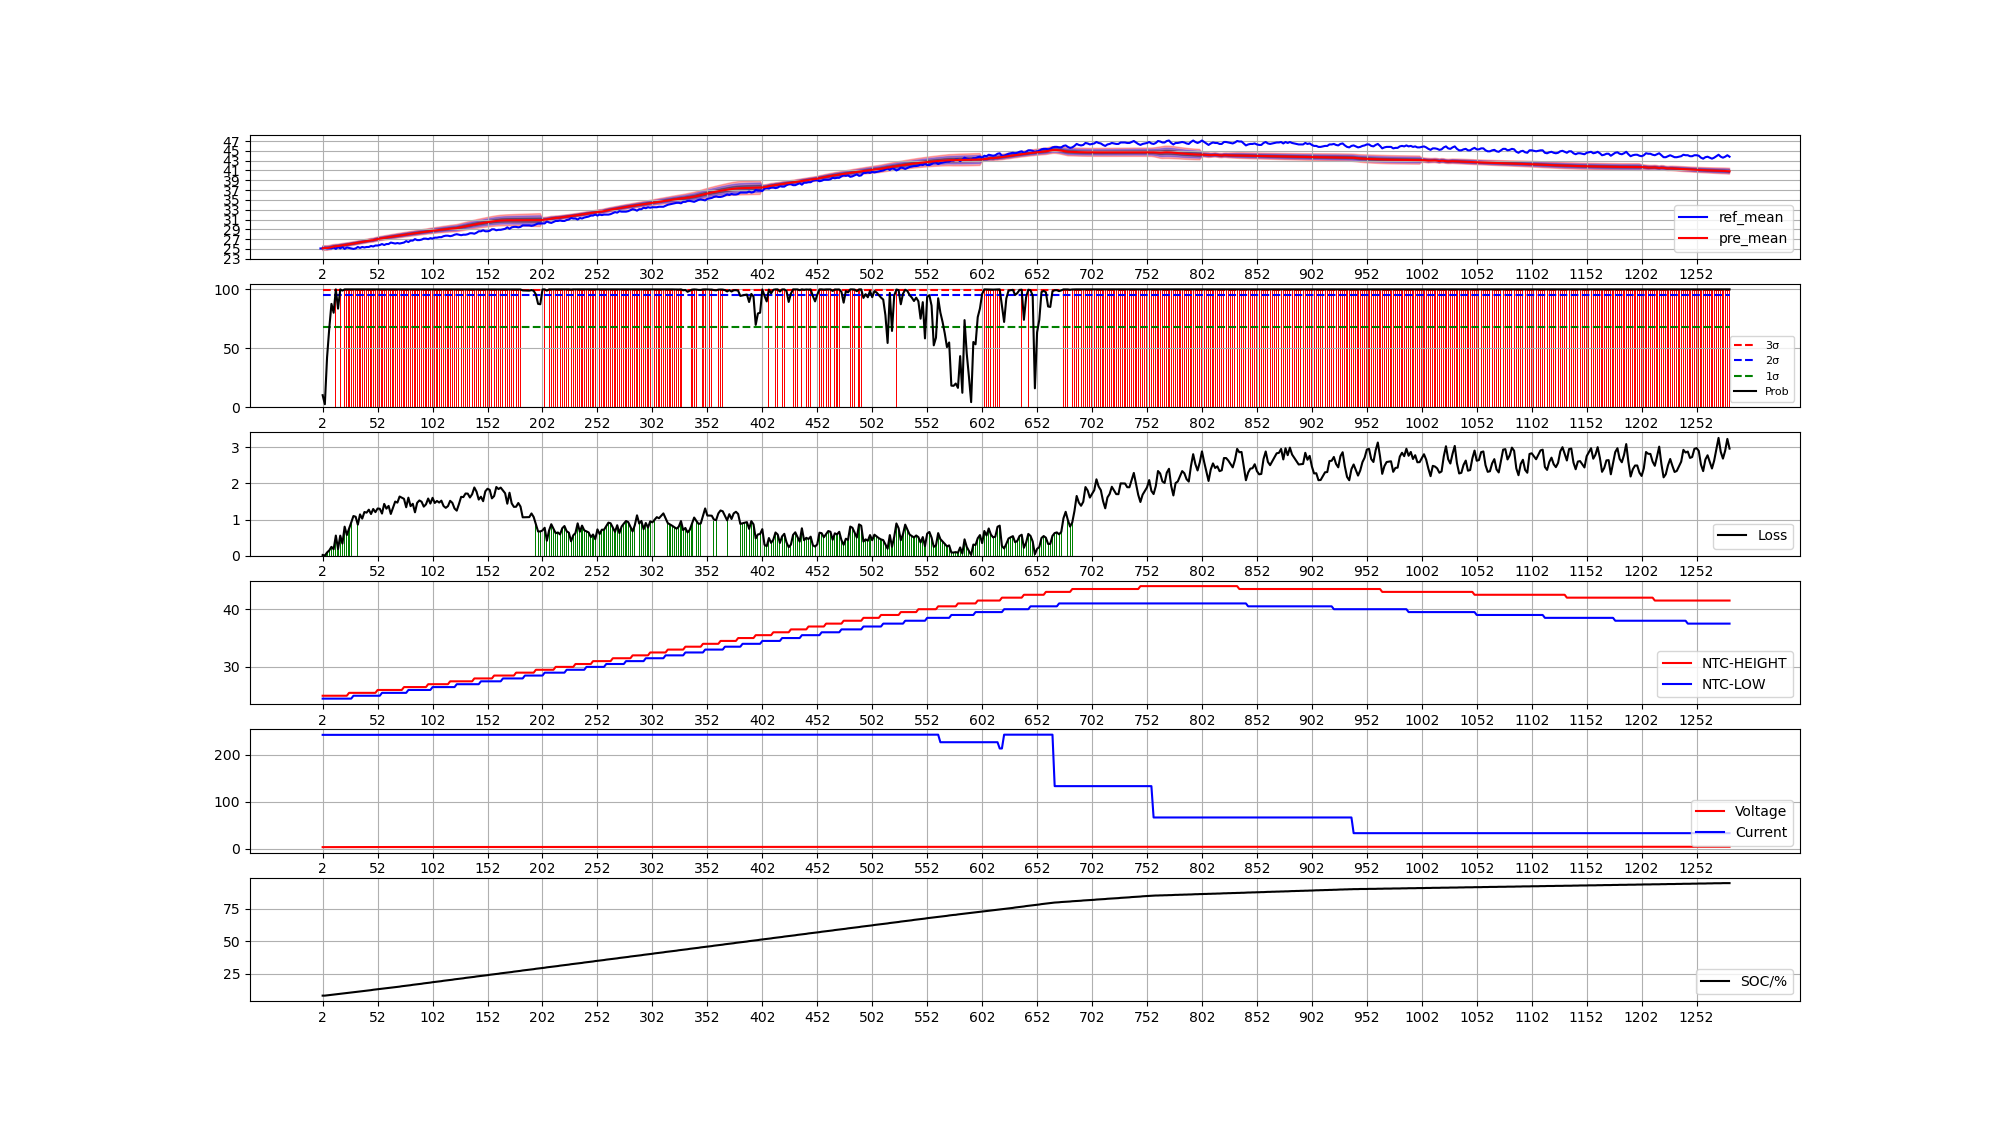 47
45
43
41
39
37
35
33
31
29
27
25
23
ref_mean
pre_mean
2 52 102 152 202 252 302 352 402 452 502 552 602 652 702 752 802 852 902 952 1002 1052 1102 1152 1202 1252
100
50
0
3σ
2σ
1σ
Prob
2 52 102 152 202 252 302 352 402 452 502 552 602 652 702 752 802 852 902 952 1002 1052 1102 1152 1202 1252
3
2
1
0
Loss
2 52 102 152 202 252 302 352 402 452 502 552 602 652 702 752 802 852 902 952 1002 1052 1102 1152 1202 1252
40
30
NTC-HEIGHT
NTC-LOW
2 52 102 152 202 252 302 352 402 452 502 552 602 652 702 752 802 852 902 952 1002 1052 1102 1152 1202 1252
200
100
0
Voltage
Current
2 52 102 152 202 252 302 352 402 452 502 552 602 652 702 752 802 852 902 952 1002 1052 1102 1152 1202 1252
75
50
25
SOC/%
2 52 102 152 202 252 302 352 402 452 502 552 602 652 702 752 802 852 902 952 1002 1052 1102 1152 1202 1252